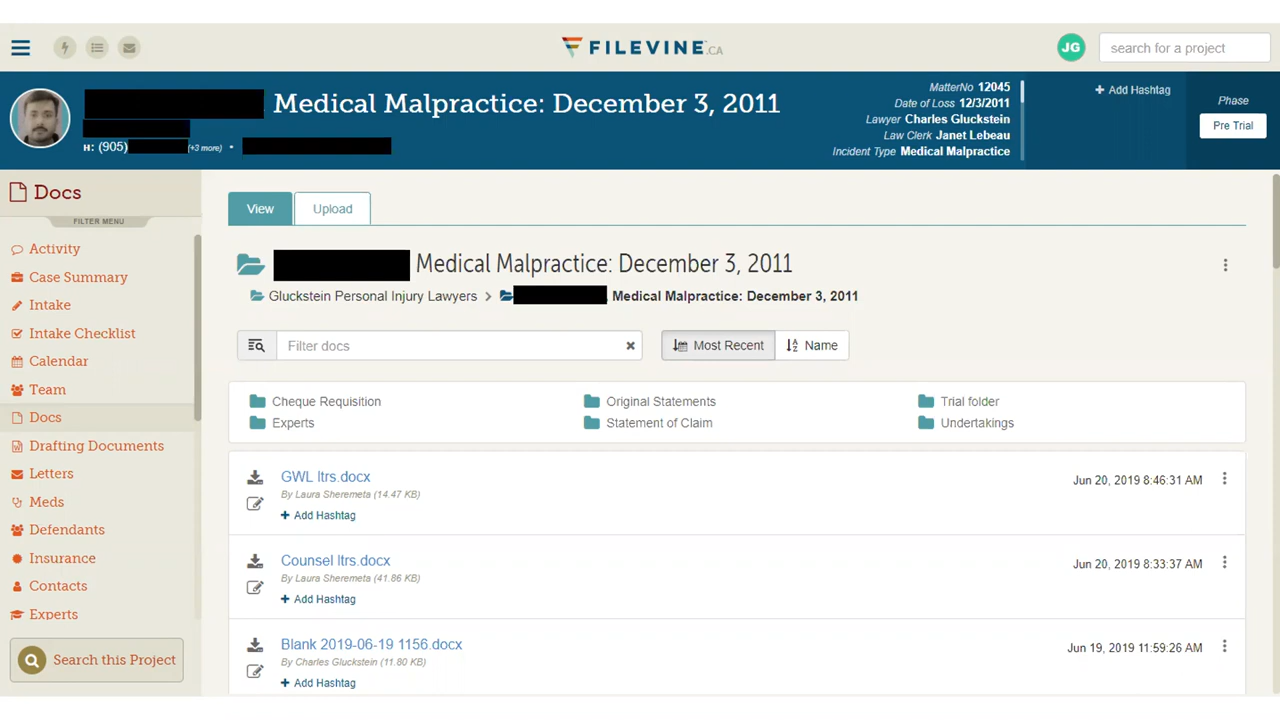 FILEVINE.CA
JG
search for a project
Medical Malpractice: December 3, 2011
H: (905)
(+3 more) •
MatterNo 12045
Date of Loss 12/3/2011
Lawyer Charles Gluckstein
Law Clerk Janet Lebeau
Incident Type Medical Malpractice
+ Add Hashtag
Phase
Pre Trial
Docs
FILTER MENU
Activity
Case Summary
Intake
Intake Checklist
Calendar
Team
Docs
Drafting Documents
Letters
Meds
Defendants
Insurance
Contacts
Experts
Search this Project
View
Upload
Medical Malpractice: December 3, 2011
Gluckstein Personal Injury Lawyers > Medical Malpractice: December 3, 2011
Filter docs
Most Recent
Name
Cheque Requisition
Original Statements
Trial folder
Experts
Statement of Claim
Undertakings
GWL ltrs.docx
By Laura Sheremeta (14.47 KB)
+ Add Hashtag
Jun 20, 2019 8:46:31 AM
Counsel ltrs.docx
By Laura Sheremeta (41.86 KB)
+ Add Hashtag
Jun 20, 2019 8:33:37 AM
Blank 2019-06-19 1156.docx
By Charles Gluckstein (11.80 KB)
+ Add Hashtag
Jun 19, 2019 11:59:26 AM